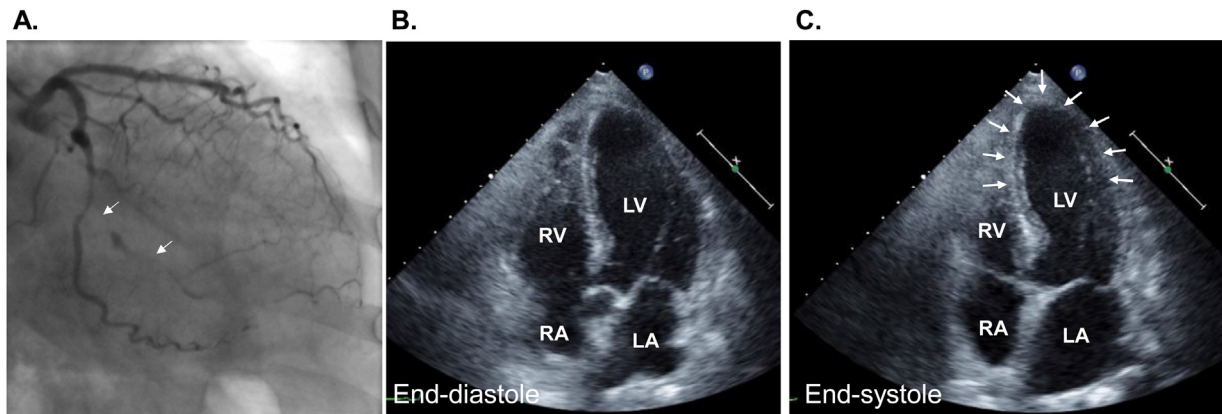 A.
B.
C.
P
X
LV
RV
RA
LA
End-diastole
P
X
LV
RV
RA
LA
End-systole